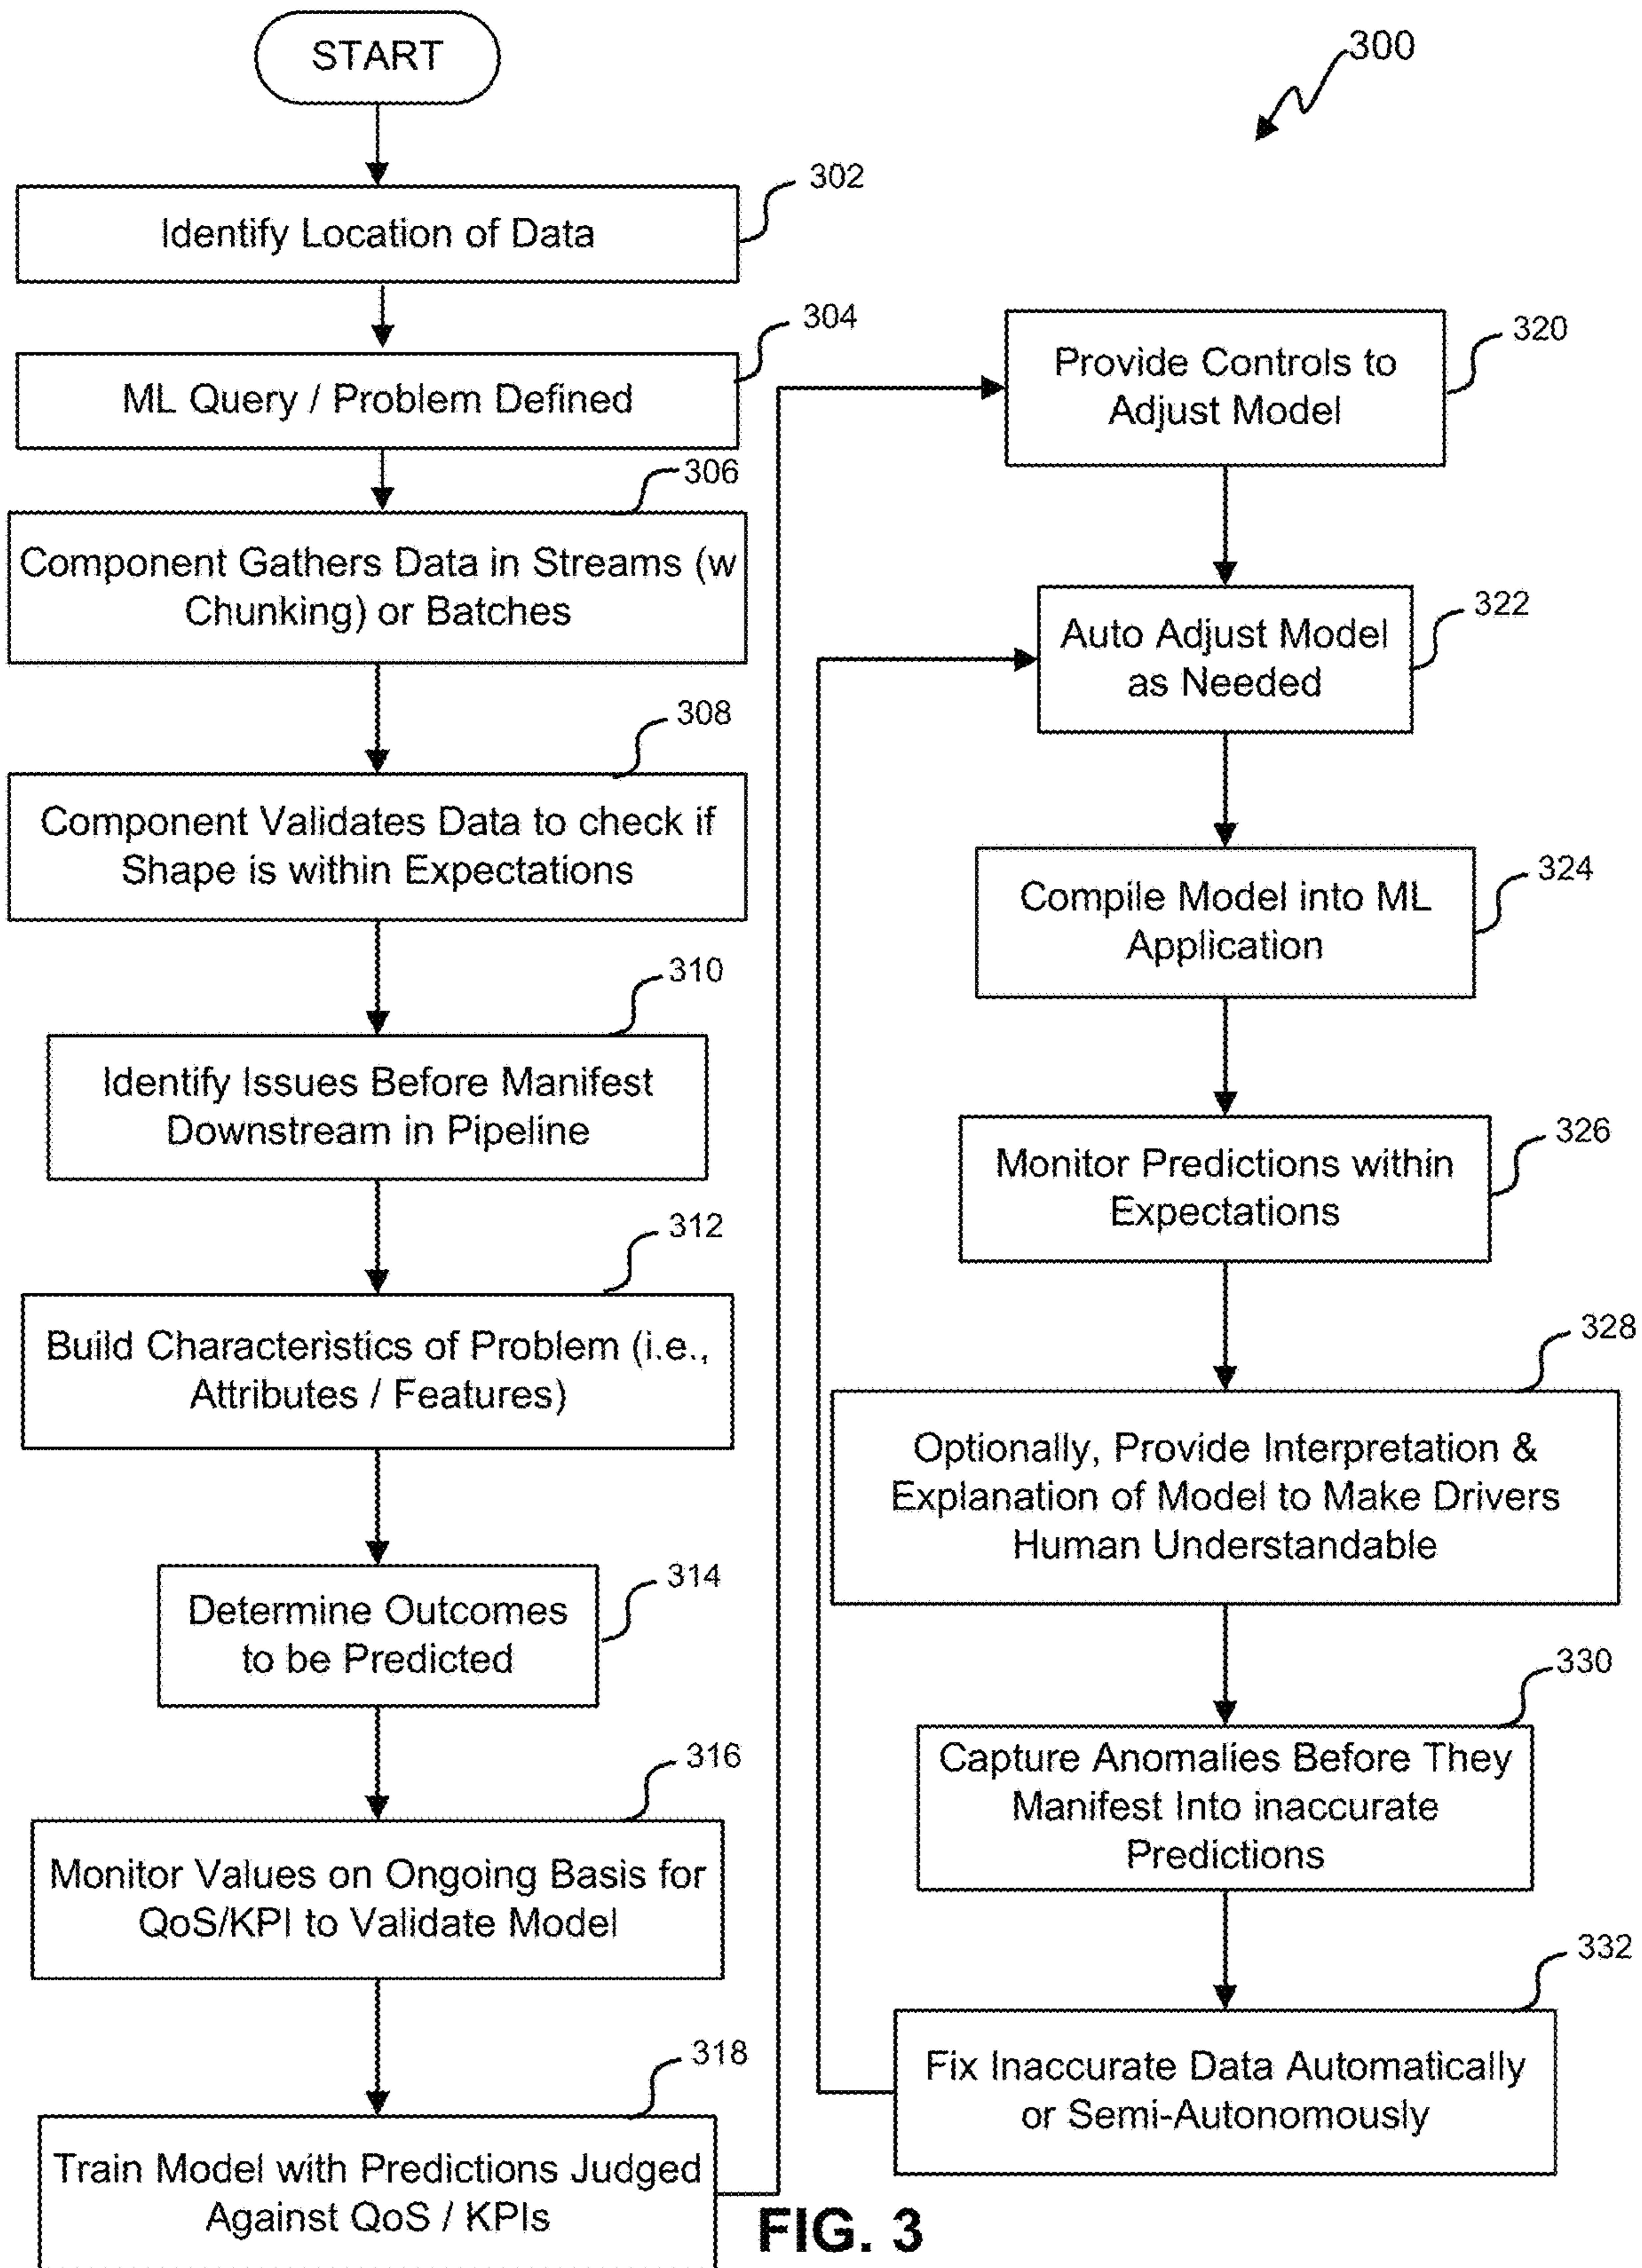 START
300
302
Identify Location of Data
304
ML Query / Problem Defined
306
Component Gathers Data in Streams (w
Chunking) or Batches
308
Component Validates Data to check if
Shape is within Expectations
310
Identify Issues Before Manifest
Downstream in Pipeline
312
Build Characteristics of Problem (i.e.,
Attributes / Features)
314
Determine Outcomes
to be Predicted
316
Monitor Values on Ongoing Basis for
QoS/KPI to Validate Model
318
Train Model with Predictions Judged
Against QoS / KPIs
320
Provide Controls to
Adjust Model
322
Auto Adjust Model
as Needed
324
Compile Model into ML
Application
326
Monitor Predictions within
Expectations
328
Optionally, Provide Interpretation &
Explanation of Model to Make Drivers
Human Understandable
330
Capture Anomalies Before They
Manifest Into inaccurate
Predictions
332
Fix Inaccurate Data Automatically
or Semi-Autonomously
FIG. 3